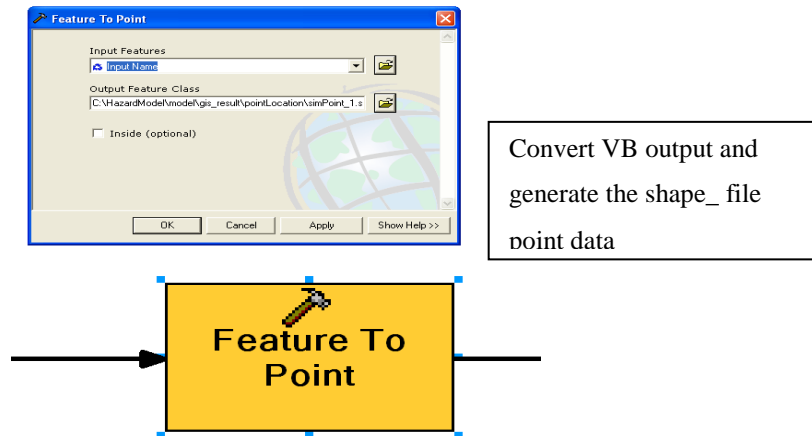 Feature To Point
Input Features
Input Name
Output Feature Class
C:\HazardModel\model\gis_result\pointLocation\simPoint_1.s
Inside (optional)
OK
Cancel
Apply
Show Help >>
Convert VB output and
generate the shape_ file
point data
Feature To
Point